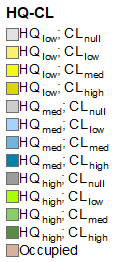 HQ-CL
HQlow; CLnull
HQlow; CLlow
HQlow; CLmed
HQlow; CLhigh
HQmed; CLnull
HQmed; CLlow
HQmed; CLmed
HQmed; CLhigh
HQhigh; CLnull
HQhigh; CLlow
HQhigh; CLmed
HQhigh; CLhigh
Occupied